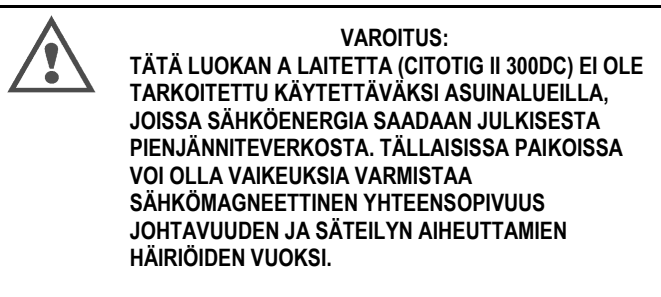 VAROITUS:
TÄTÄ LUOKAN A LAITETTA (CITOTIG II 300DC) EI OLE
TARKOITETTU KÄYTETTÄVÄKSI ASUINALUEILLA,
JOISSA SÄHKÖENERGIA SAADAAN JULKISESTA
PIENJÄNNITEVERKOSTA. TÄLLAISISSA PAIKOISSA
VOI OLLA VAIKEUKSIA VARMISTAA
SÄHKÖMAGNEETTINEN YHTEENSOPIVUUS
JOHTAVUUDEN JA SÄTEILYN AIHEUTTAMIEN
HÄIRIÖIDEN VUOKSI.